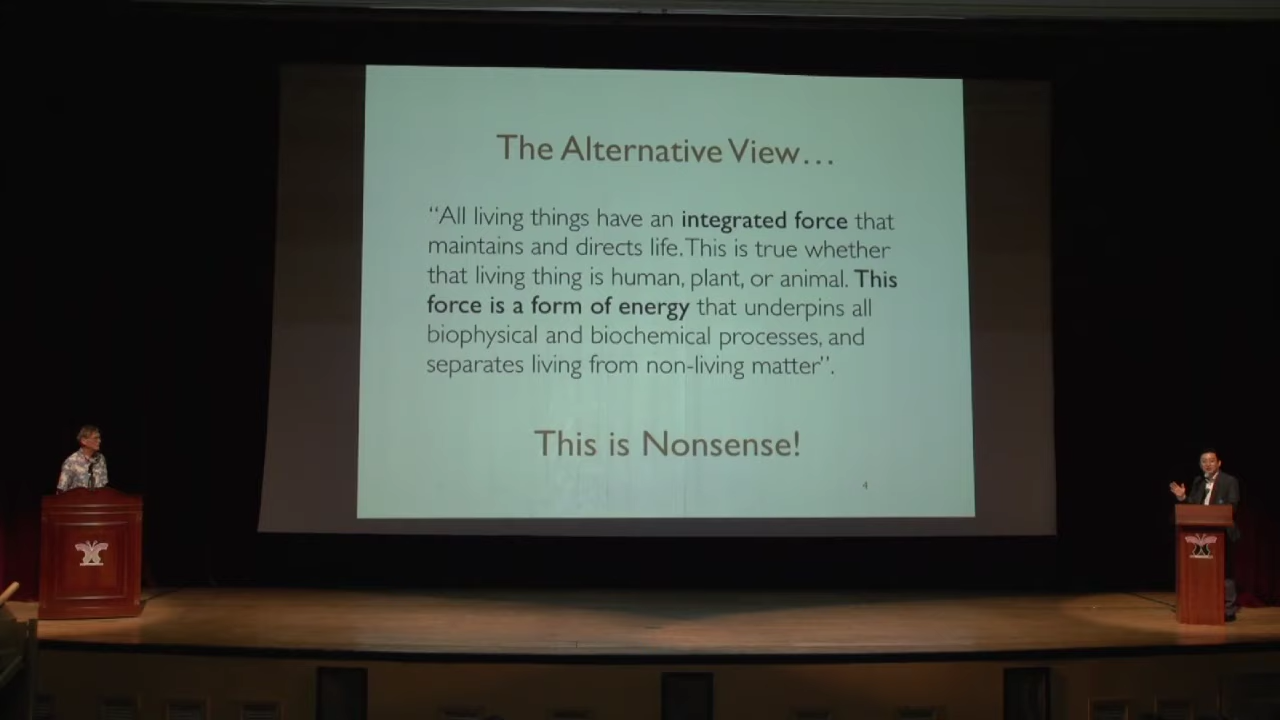 The Alternative View...
“All living things have an integrated force that
maintains and directs life. This is true whether
that living thing is human, plant, or animal. This
force is a form of energy that underpins all
biophysical and biochemical processes, and
separates living from non-living matter”.
This is Nonsense!
4